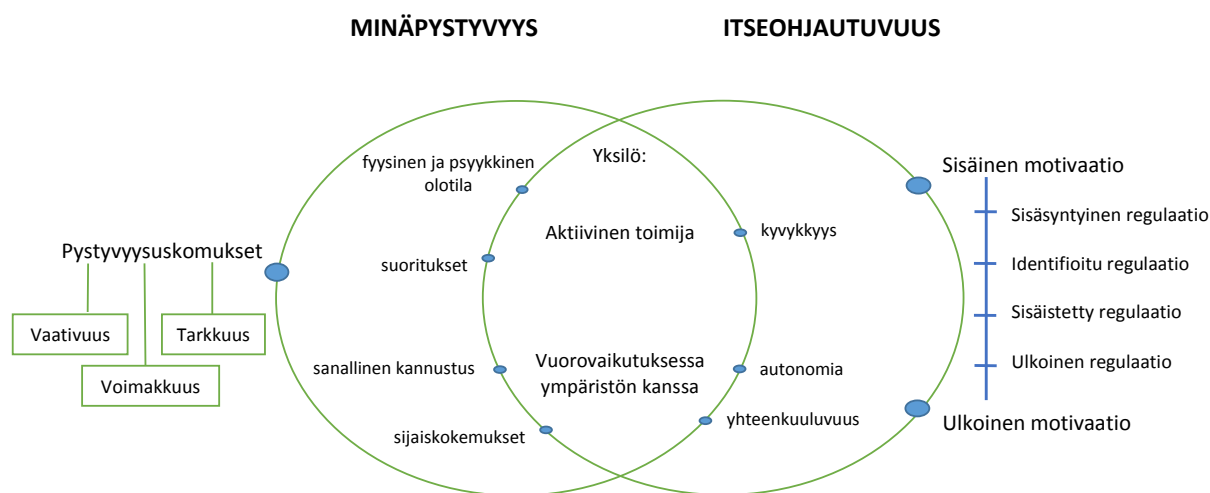 MINÄPYSTYVYYS
ITSEOHJAUTUVUUS
Pystyvyysuskomukset
Vaativuus
Voimakkuus
Tarkkuus
fyysinen ja psyykkinen
olotila
suoritukset
sanallinen kannustus
sijaiskokemukset
Yksilö:
Aktiivinen toimija
Vuorovaikutuksessa
ympäristön kanssa
kyvykkyys
autonomia
yhteenkuuluvuus
Sisäinen motivaatio
Sisäsyntyinen regulaatio
Identifioitu regulaatio
Sisäistetty regulaatio
Ulkoinen regulaatio
Ulkoinen motivaatio